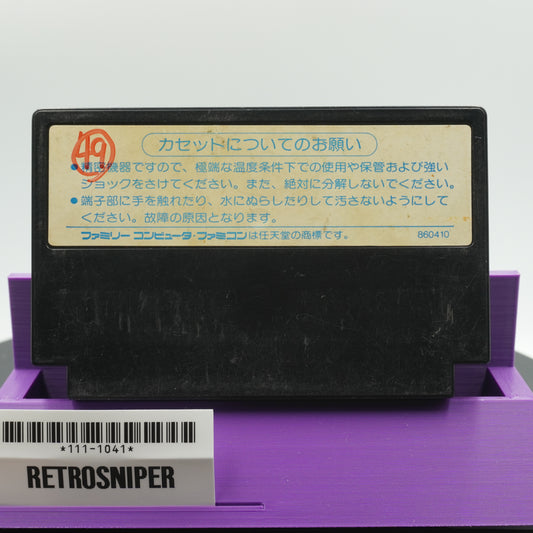 49
カセットについてのお願い
●精密機器ですので、極端な温度条件下での使用や保管および強い
ショックをさけてください。また、絶対に分解しないでください。
●端子部に手を触れたり、水にぬらしたりして汚さないようにして
ください。故障の原因となります。
ファミリーコンピュータ・ファミコンは任天堂の商標です。 860410
*111-1041*
RETROSNIPER